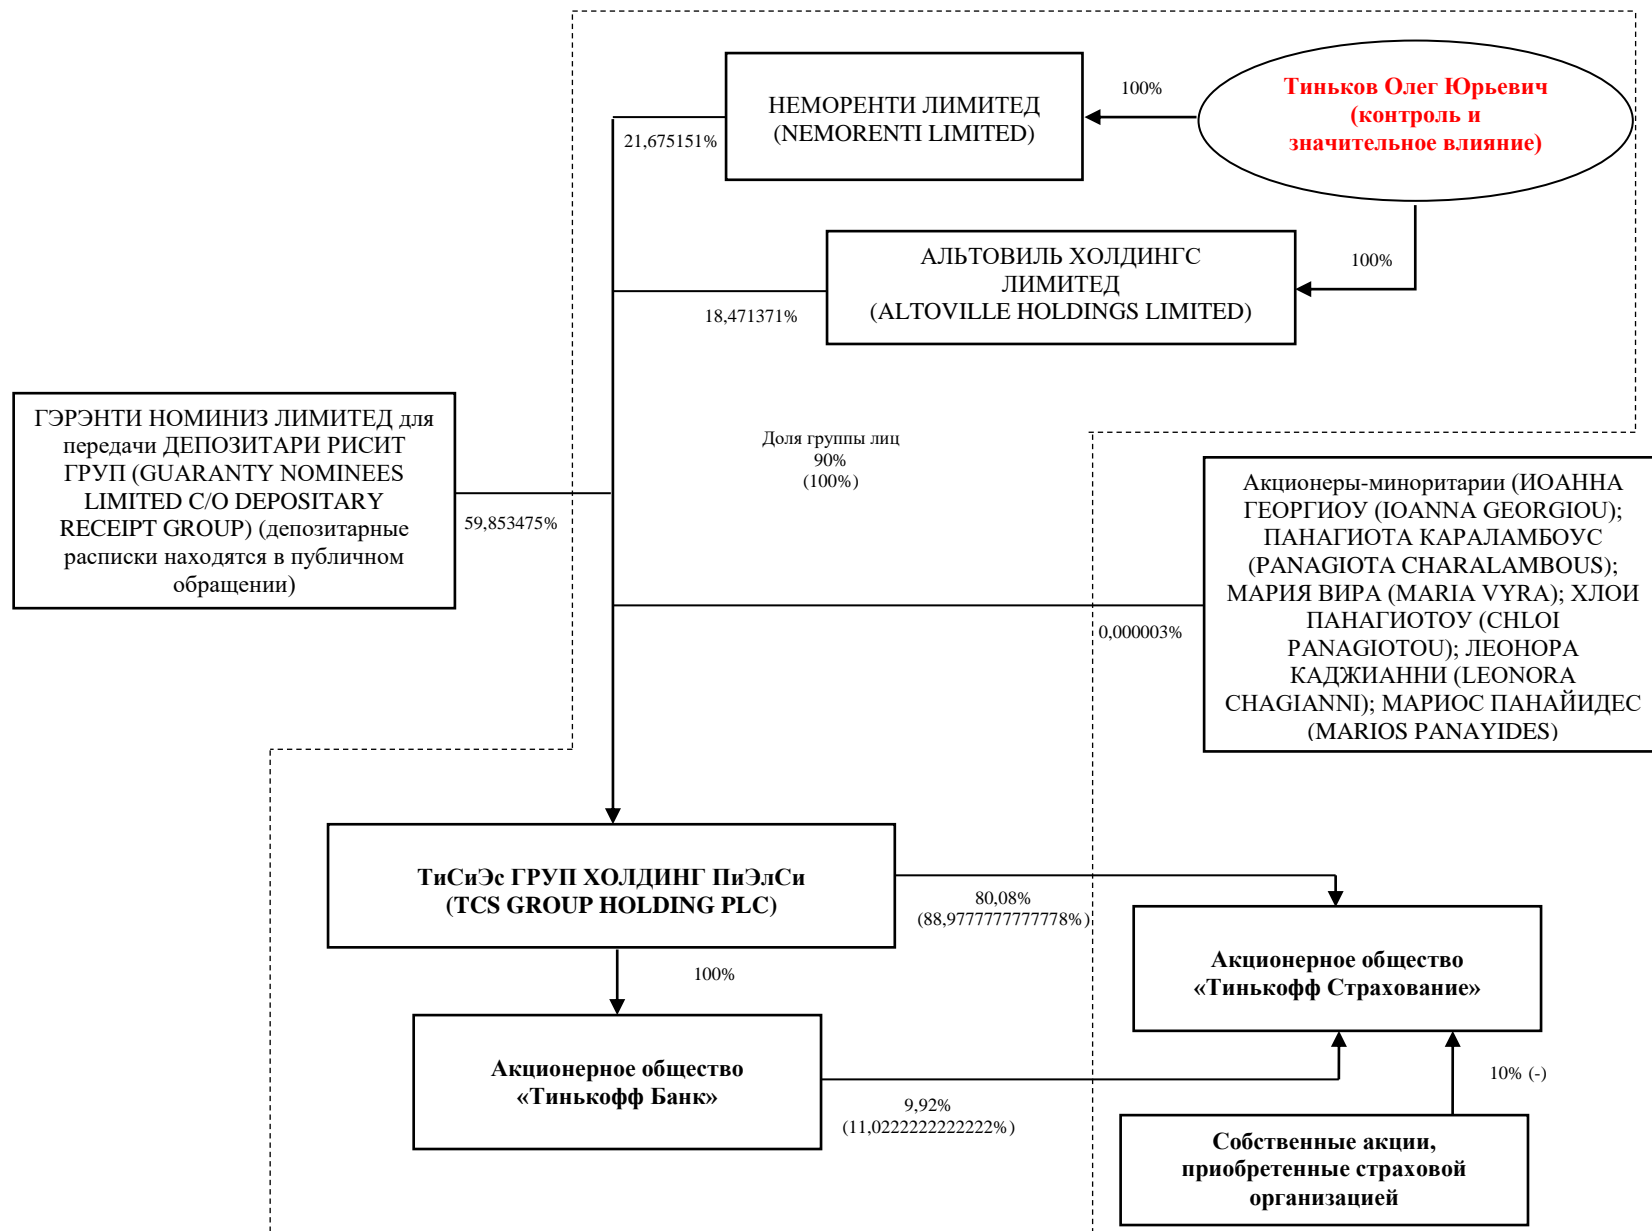 НЕМОРЕНТИ ЛИМИТЕД
(NEMORENTI LIMITED)
100%
Тиньков Олег Юрьевич
(контроль и
значительное влияние)
21,675151%
АЛЬТОВИЛЬ ХОЛДИНГС
ЛИМИТЕД
(ALTOVILLE HOLDINGS LIMITED)
100%
18,471371%
ГЭРЭНТИ НОМИНИЗ ЛИМИТЕД для
передачи ДЕПОЗИТАРИ РИСИТ
ГРУП (GUARANTY NOMINEES
LIMITED C/O DEPOSITARY
RECEIPT GROUP) (депозитарные
расписки находятся в публичном
обращении)
59,853475%
Доля группы лиц
90%
(100%)
Акционеры-миноритарии (ИОАННА
ГЕОРГИОУ (IOANNA GEORGIOU);
ПАНАГИОТА КАРАЛАМБОУС
(PANAGIOTA CHARALAMBOUS);
МАРИЯ ВИРА (MARIA VYRA); ХЛОИ
ПАНАГИОТОУ (CHLOI
PANAGIOTOU); ЛЕОНОРА
КАДЖИАННИ (LEONORA
CHAGIANNI); МАРИОС ПАНАЙИДЕС
(MARIOS PANAYIDES)
0,000003%
ТиСиЭс ГРУП ХОЛДИНГ ПиЭлСи
(TCS GROUP HOLDING PLC)
80,08%
(88,9777777777778%)
100%
Акционерное общество
«Тинькофф Страхование»
Акционерное общество
«Тинькофф Банк»
9,92%
(11,0222222222222%)
10% (-)
Собственные акции,
приобретенные страховой
организацией